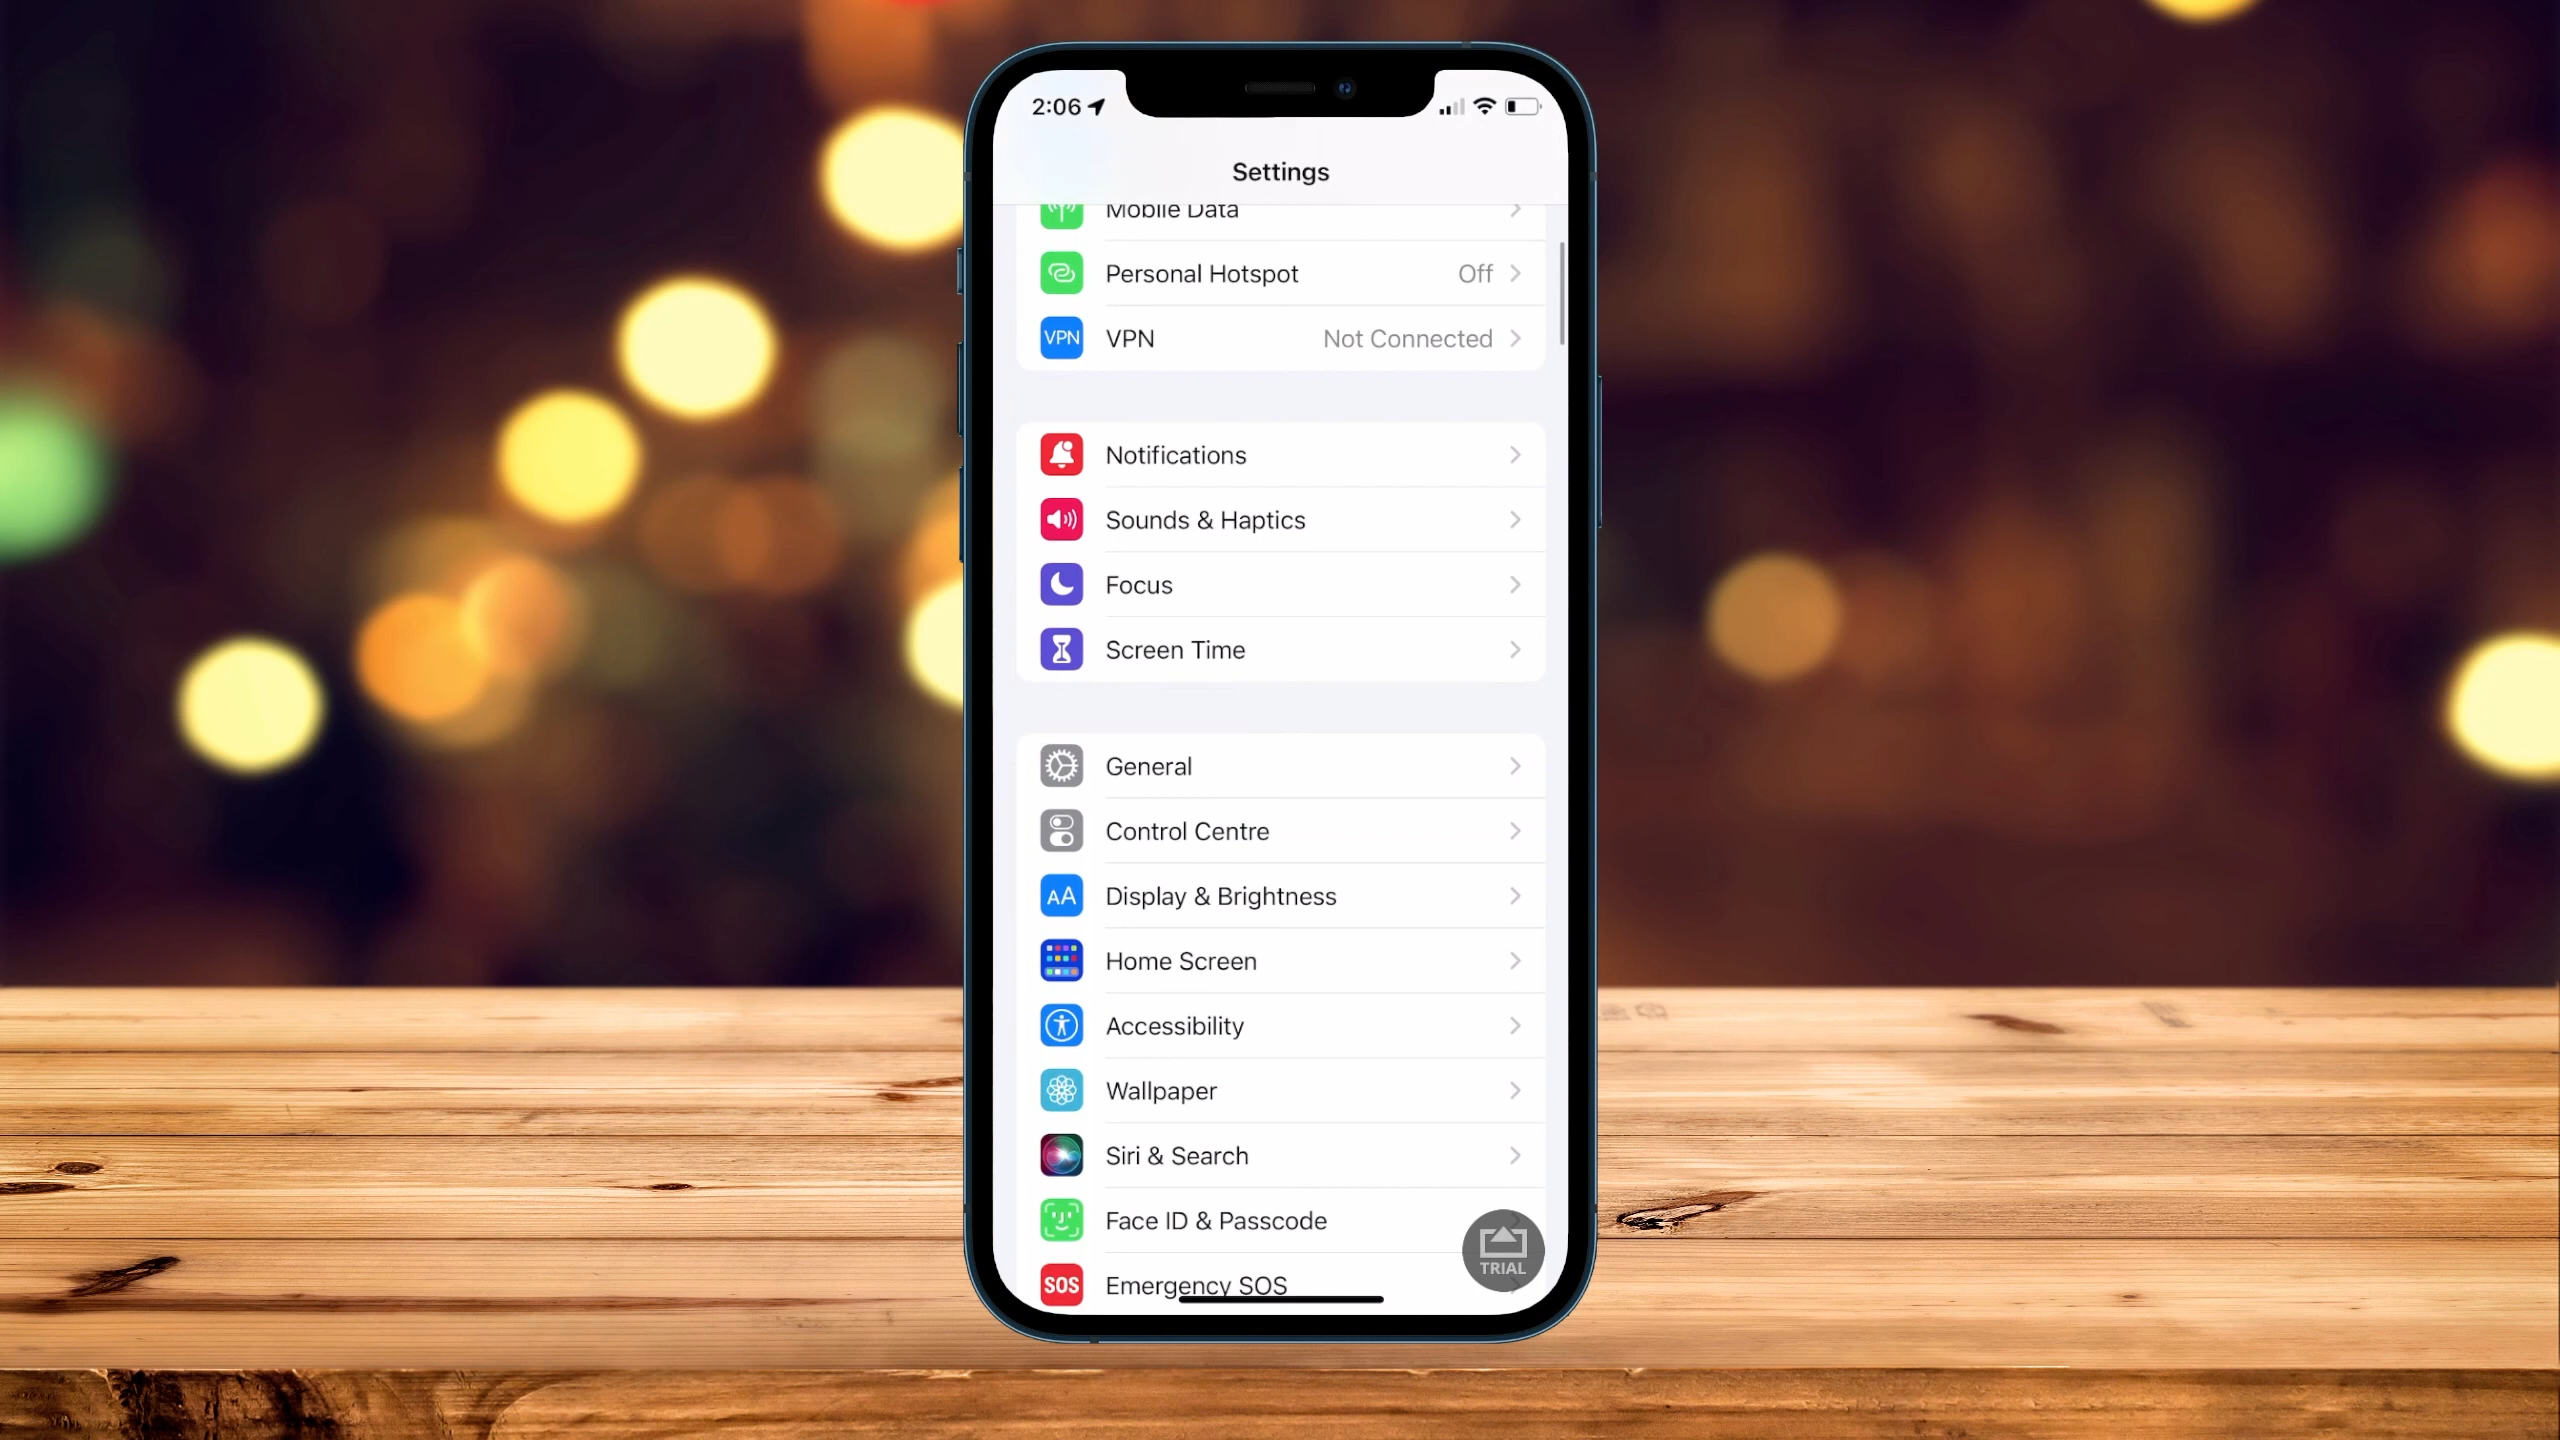 2:06
Settings
Mobile Data
Personal Hotspot Off
VPN VPN Not Connected
Notifications
Sounds & Haptics
Focus
Screen Time
General
Control Centre
AA Display & Brightness
Home Screen
Accessibility
Wallpaper
Siri & Search
Face ID & Passcode
TRIAL
SOS Emergency SOS